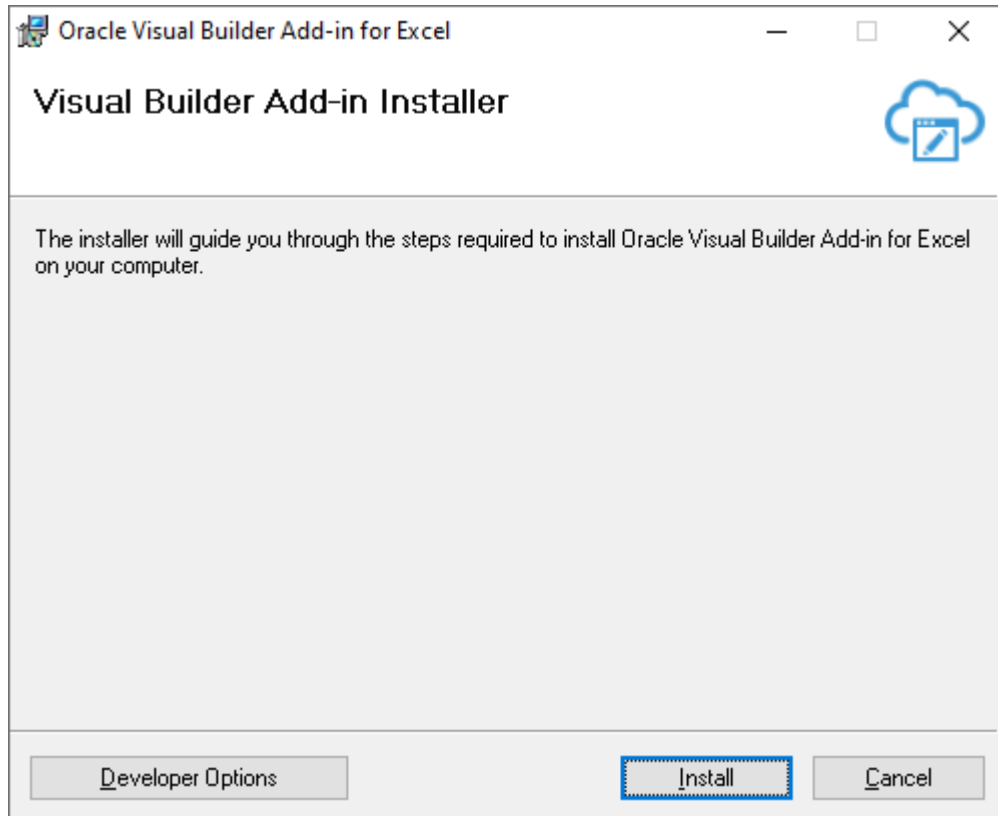 Oracle Visual Builder Add-in for Excel
Visual Builder Add-in Installer
The installer will guide you through the steps required to install Oracle Visual Builder Add-in for Excel
on your computer.
Developer Options
Install
Cancel